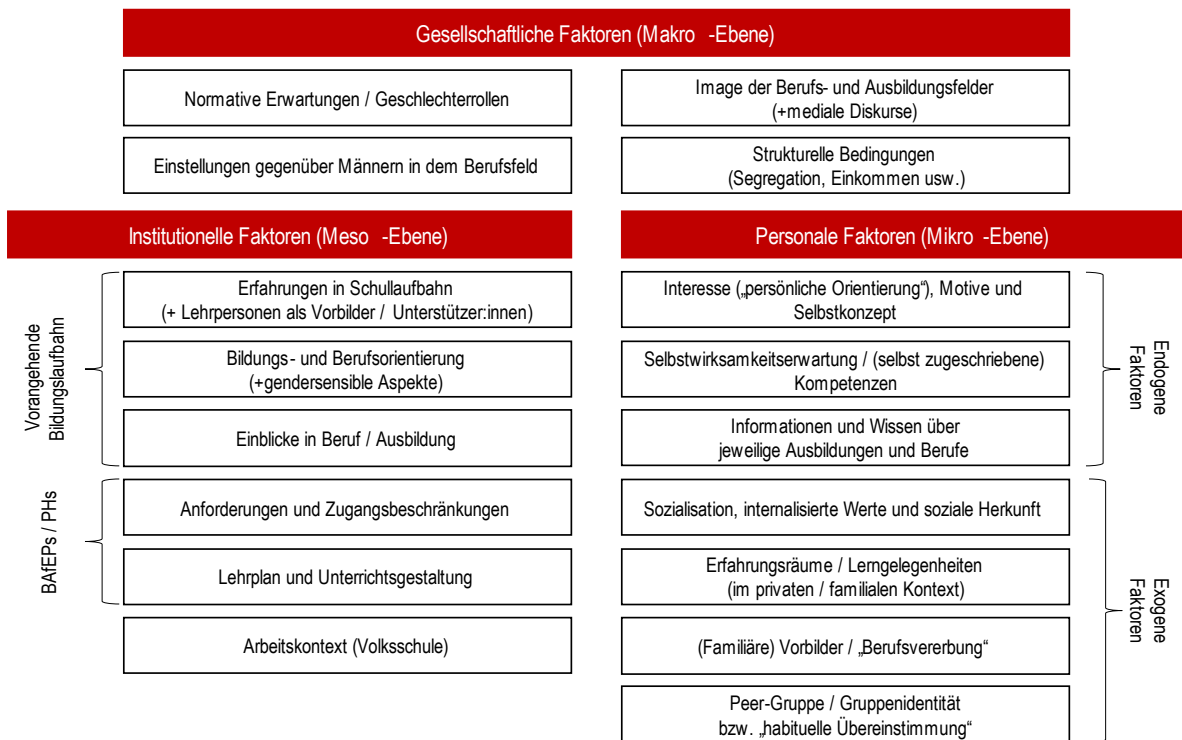 Gesellschaftliche Faktoren (Makro -Ebene)
Normative Erwartungen / Geschlechterrollen
Image der Berufs- und Ausbildungsfelder
(+mediale Diskurse)
Einstellungen gegenüber Männern in dem Berufsfeld
Strukturelle Bedingungen
(Segregation, Einkommen usw.)
Institutionelle Faktoren (Meso -Ebene)
Vorangehende
Bildungslaufbahn
Erfahrungen in Schullaufbahn
(+ Lehrpersonen als Vorbilder / Unterstützer:innen)
Bildungs- und Berufsorientierung
(+gendersensible Aspekte)
Einblicke in Beruf / Ausbildung
BAfEPs / PHs
Anforderungen und Zugangsbeschränkungen
Lehrplan und Unterrichtsgestaltung
Arbeitskontext (Volksschule)
Personale Faktoren (Mikro -Ebene)
Interesse („persönliche Orientierung“), Motive und
Selbstkonzept
Selbstwirksamkeitserwartung / (selbst zugeschriebene)
Kompetenzen
Informationen und Wissen über
jeweilige Ausbildungen und Berufe
Endogene
Faktoren
Sozialisation, internalisierte Werte und soziale Herkunft
Erfahrungsräume / Lerngelegenheiten
(im privaten / familialen Kontext)
(Familiäre) Vorbilder / „Berufsvererbung“
Peer-Gruppe / Gruppenidentität
bzw. „habituelle Übereinstimmung“
Exogene
Faktoren